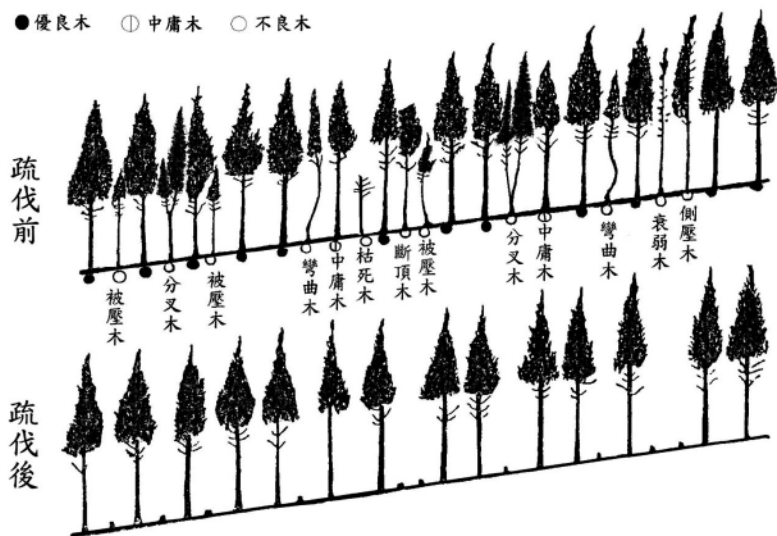 ● 優良木 ⦶ 中庸木 ○ 不良木
疏伐前
被壓木
分叉木
被壓木
彎曲木
中庸木
枯死木
斷頂木
被壓木
分叉木
中庸木
彎曲木
衰弱木
側壓木
疏伐後